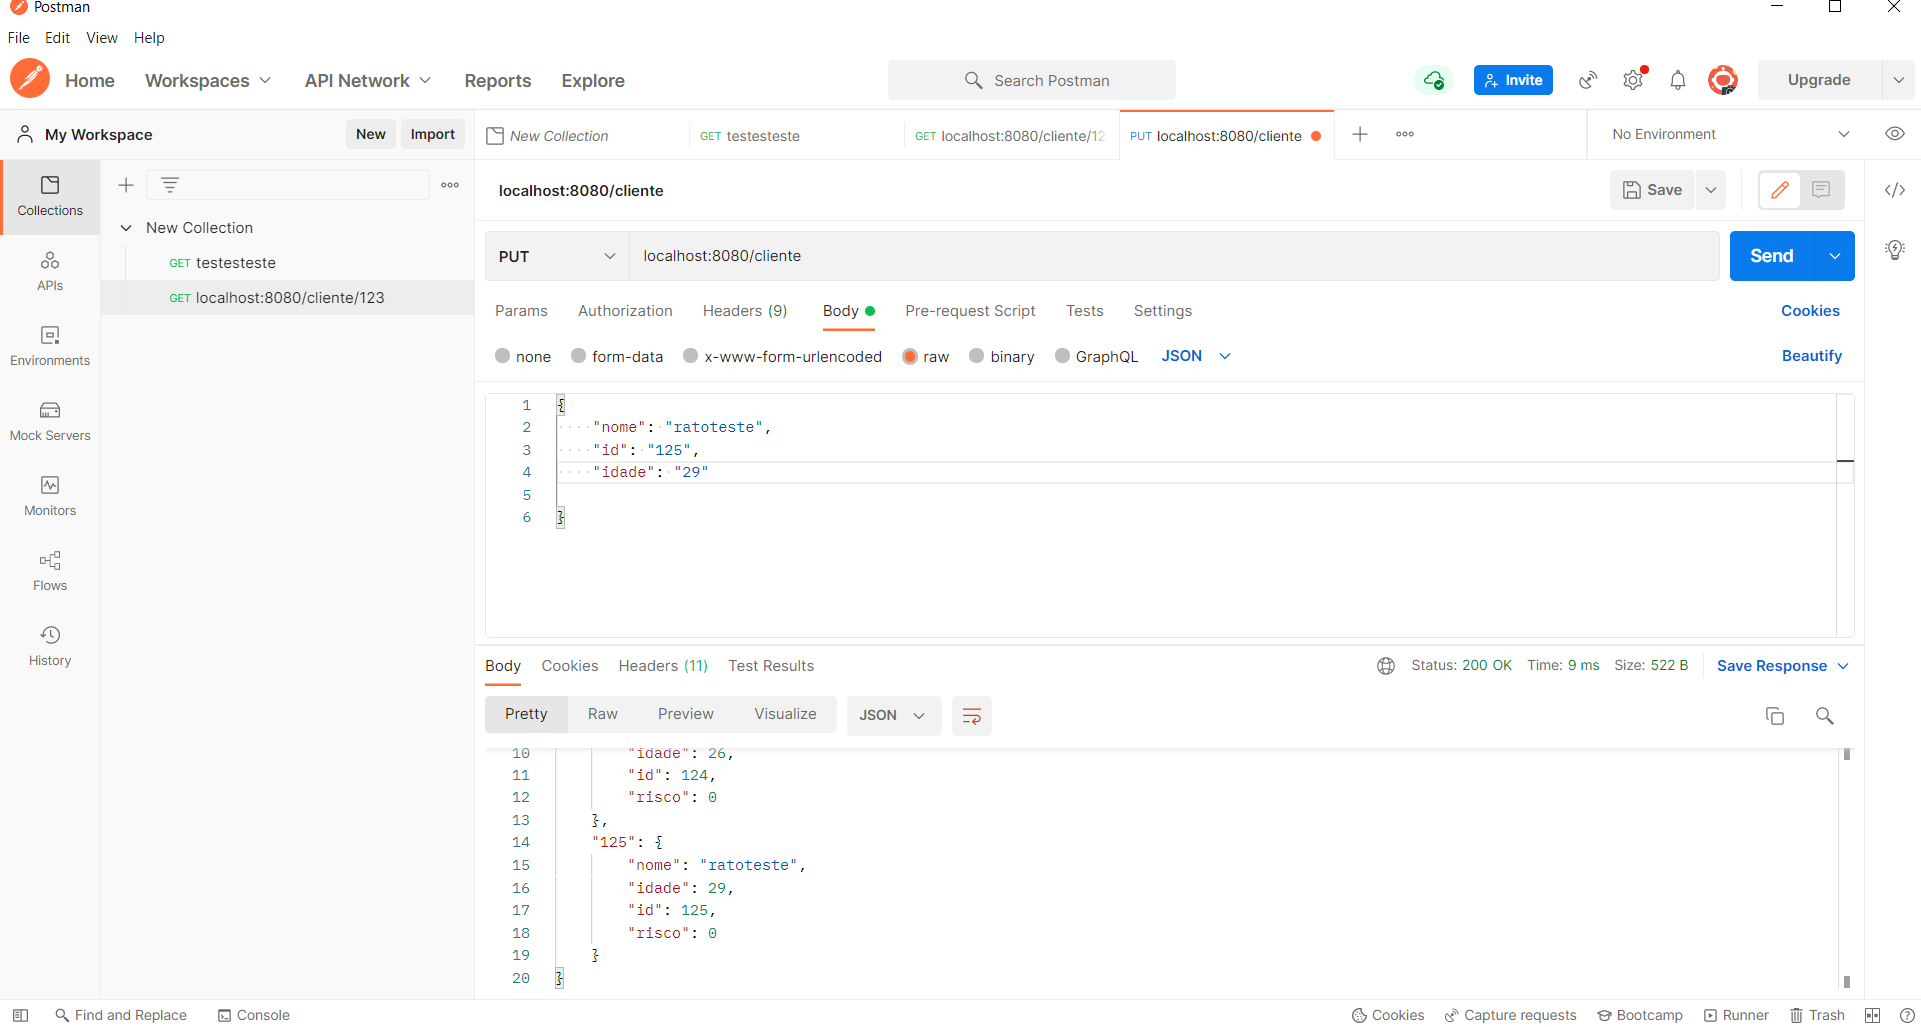 Postman
File Edit View Help
Home Workspaces API Network Reports Explore Search Postman Invite Upgrade
My Workspace New Import
New Collection GET testesteste GET localhost:8080/cliente/12 PUT localhost:8080/cliente No Environment
Collections
APIs
Environments
Mock Servers
Monitors
Flows
History
New Collection
GET testesteste
GET localhost:8080/cliente/123
localhost:8080/cliente Save
PUT localhost:8080/cliente Send
Params Authorization Headers (9) Body Pre-request Script Tests Settings Cookies
none form-data x-www-form-urlencoded raw binary GraphQL JSON Beautify
1 {
2 "nome": "ratoteste",
3 "id": "125",
4 "idade": "29"
5
6 }
Body Cookies Headers (11) Test Results Status: 200 OK Time: 9 ms Size: 522 B Save Response
Pretty Raw Preview Visualize JSON
10 "idade": 26,
11 "id": 124,
12 "risco": 0
13 },
14 "125": {
15 "nome": "ratoteste",
16 "idade": 29,
17 "id": 125,
18 "risco": 0
19 }
20 }
Find and Replace Console Cookies Capture requests Bootcamp Runner Trash